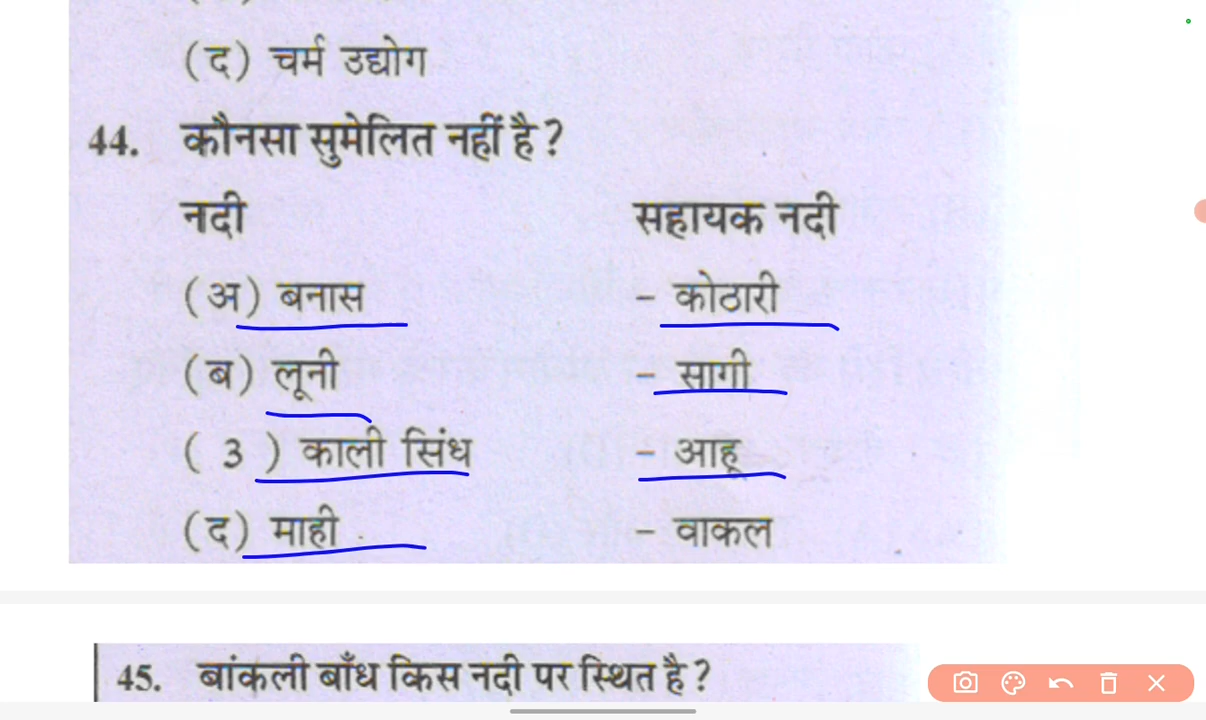 (द) चर्म उद्योग
44. कौनसा सुमेलित नहीं है?
नदी सहायक नदी
(अ) बनास - कोठारी
(ब) लूनी - सागी
( 3 ) काली सिंध - आहू
(द) माही - वाकल
45. बांकली बाँध किस नदी पर स्थित है?